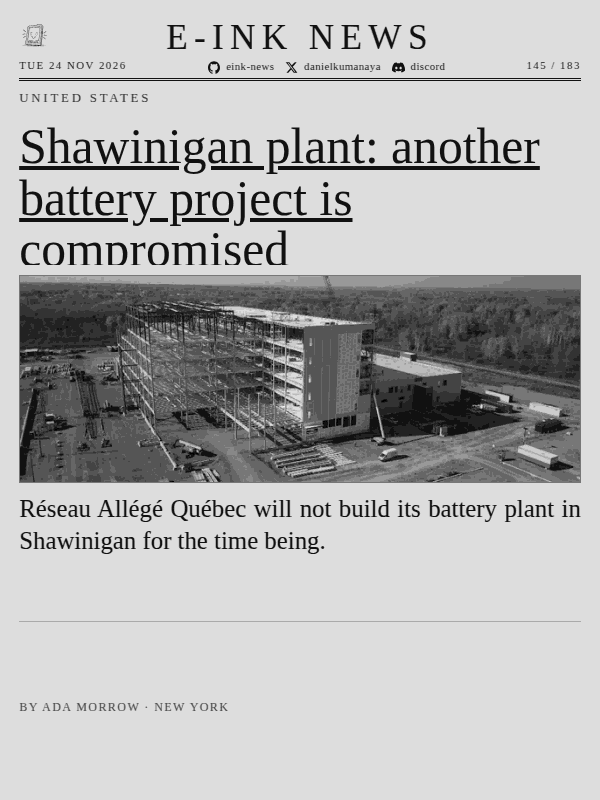 E-INK NEWS
TUE 24 NOV 2026
eink-news danielkumanaya discord
145 / 183
UNITED STATES
Shawinigan plant: another
battery project is
compromised
Réseau Allégé Québec will not build its battery plant in
Shawinigan for the time being.
BY ADA MORROW · NEW YORK